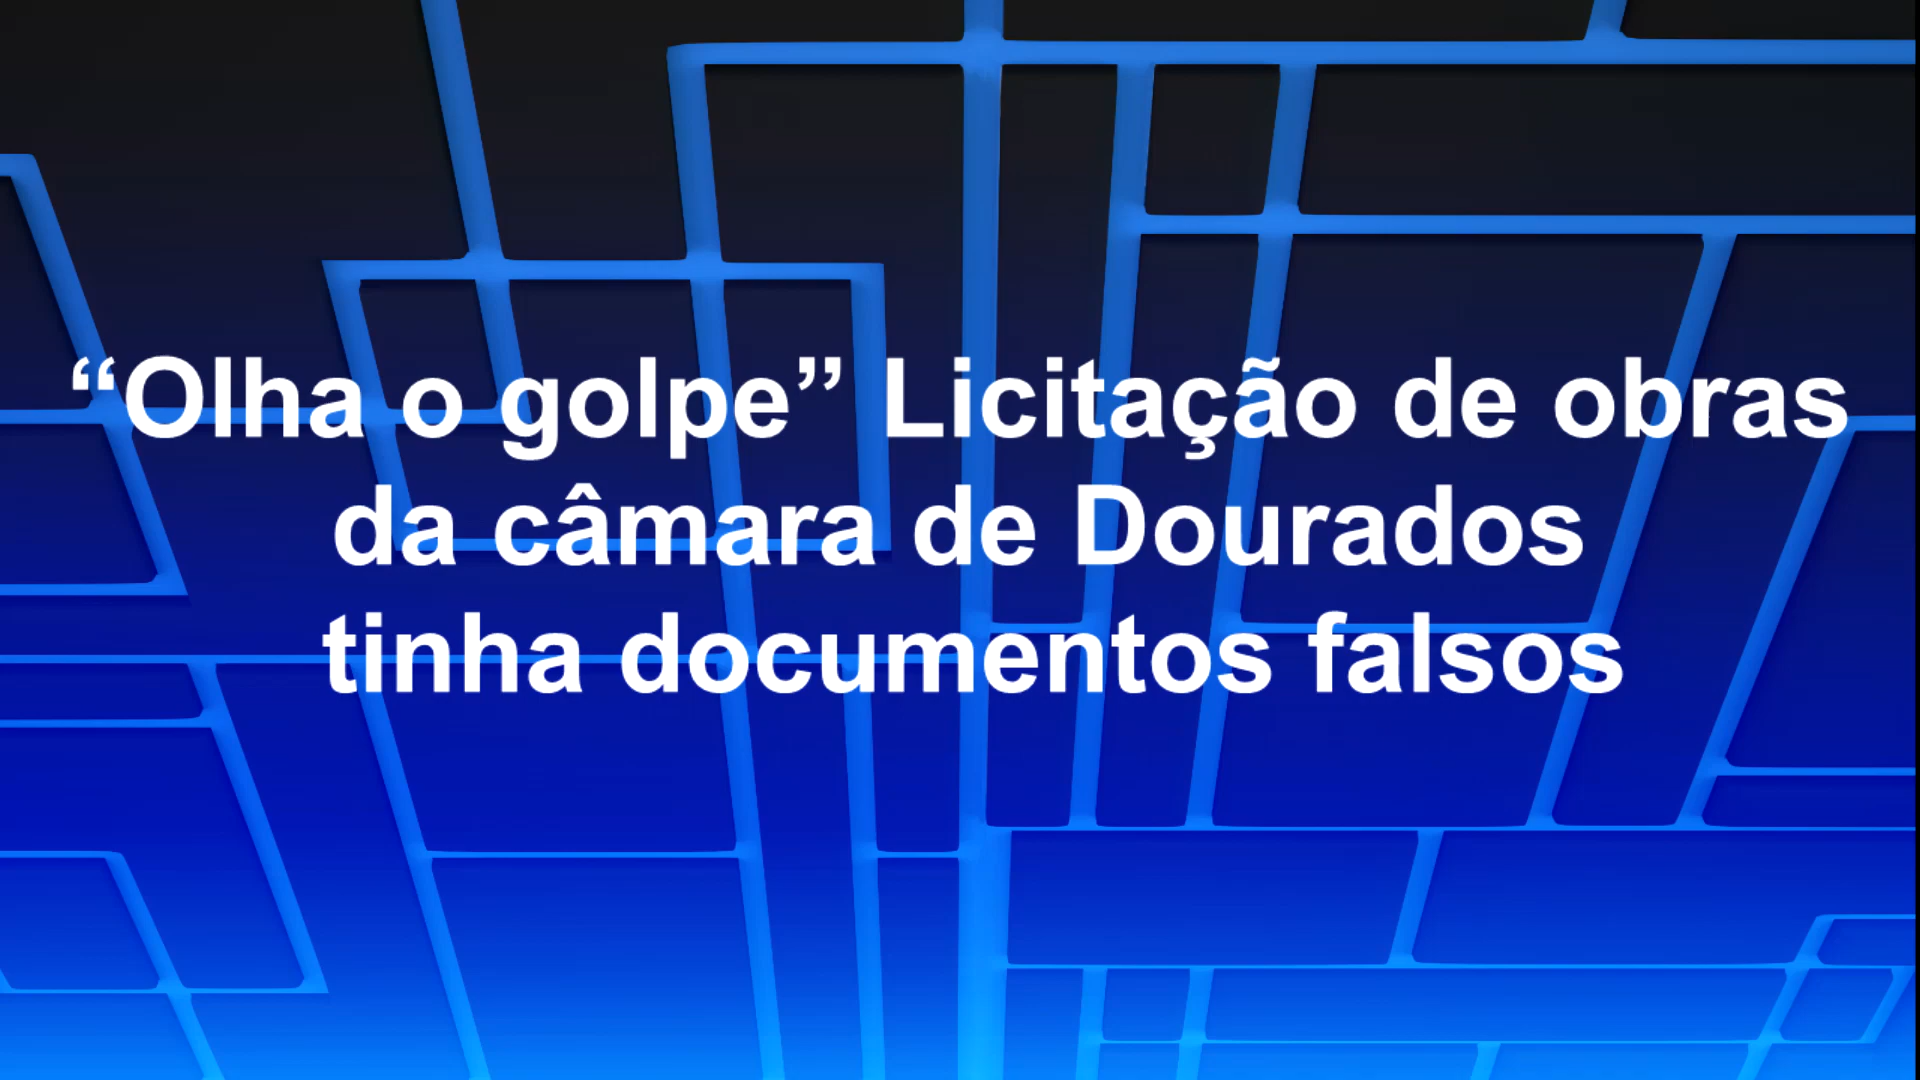 “Olha o golpe” Licitação de obras
da câmara de Dourados
tinha documentos falsos